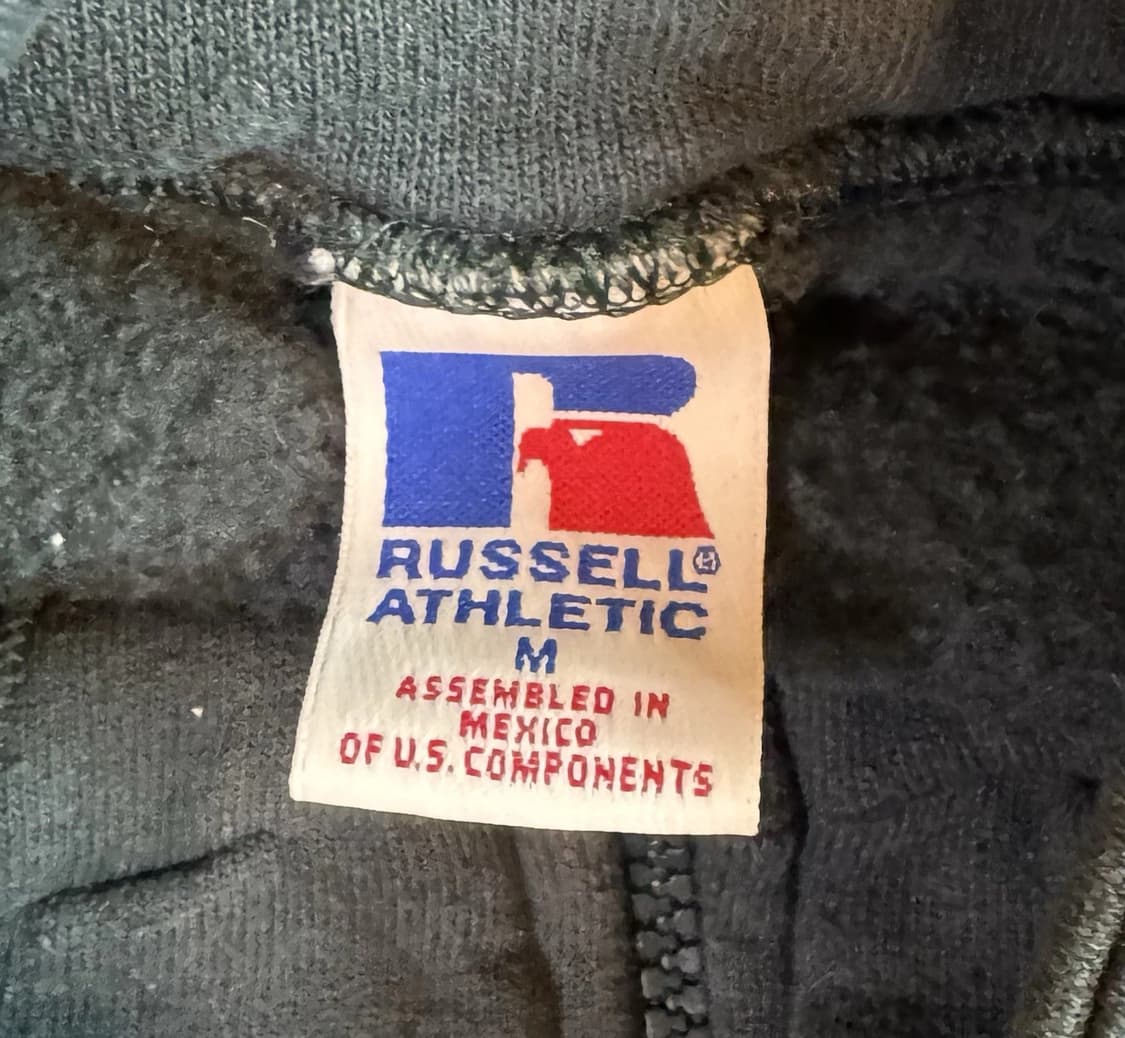 RUSSELL®
ATHLETIC
M
ASSEMBLED IN
MEXICO
OF U.S. COMPONENTS